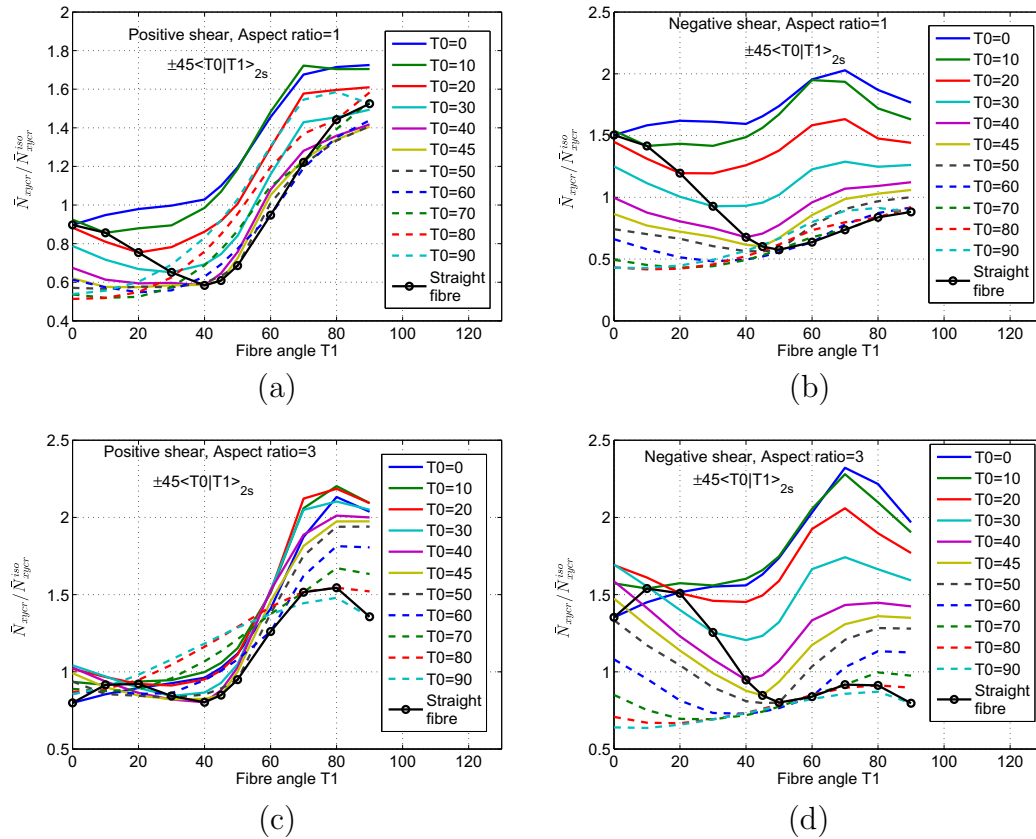 Positive shear, Aspect ratio=1
±45<T0|T1>2s
2
1.8
1.6
1.4
1.2
1
0.8
0.6
0.4
N̄xycr/N̄xycr^iso
0 20 40 60 80 100 120
Fibre angle T1
T0=0
T0=10
T0=20
T0=30
T0=40
T0=45
T0=50
T0=60
T0=70
T0=80
T0=90
Straight
fibre
(a)
Negative shear, Aspect ratio=1
±45<T0|T1>2s
2.5
2
1.5
1
0.5
0
N̄xycr/N̄xycr^iso
0 20 40 60 80 100 120
Fibre angle T1
T0=0
T0=10
T0=20
T0=30
T0=40
T0=45
T0=50
T0=60
T0=70
T0=80
T0=90
Straight
fibre
(b)
Positive shear, Aspect ratio=3
±45<T0|T1>2s
2.5
2
1.5
1
0.5
N̄xycr/N̄xycr^iso
0 20 40 60 80 100 120
Fibre angle T1
T0=0
T0=10
T0=20
T0=30
T0=40
T0=45
T0=50
T0=60
T0=70
T0=80
T0=90
Straight
fibre
(c)
Negative shear, Aspect ratio=3
±45<T0|T1>2s
2.5
2
1.5
1
0.5
N̄xycr/N̄xycr^iso
0 20 40 60 80 100 120
Fibre angle T1
T0=0
T0=10
T0=20
T0=30
T0=40
T0=45
T0=50
T0=60
T0=70
T0=80
T0=90
Straight
fibre
(d)